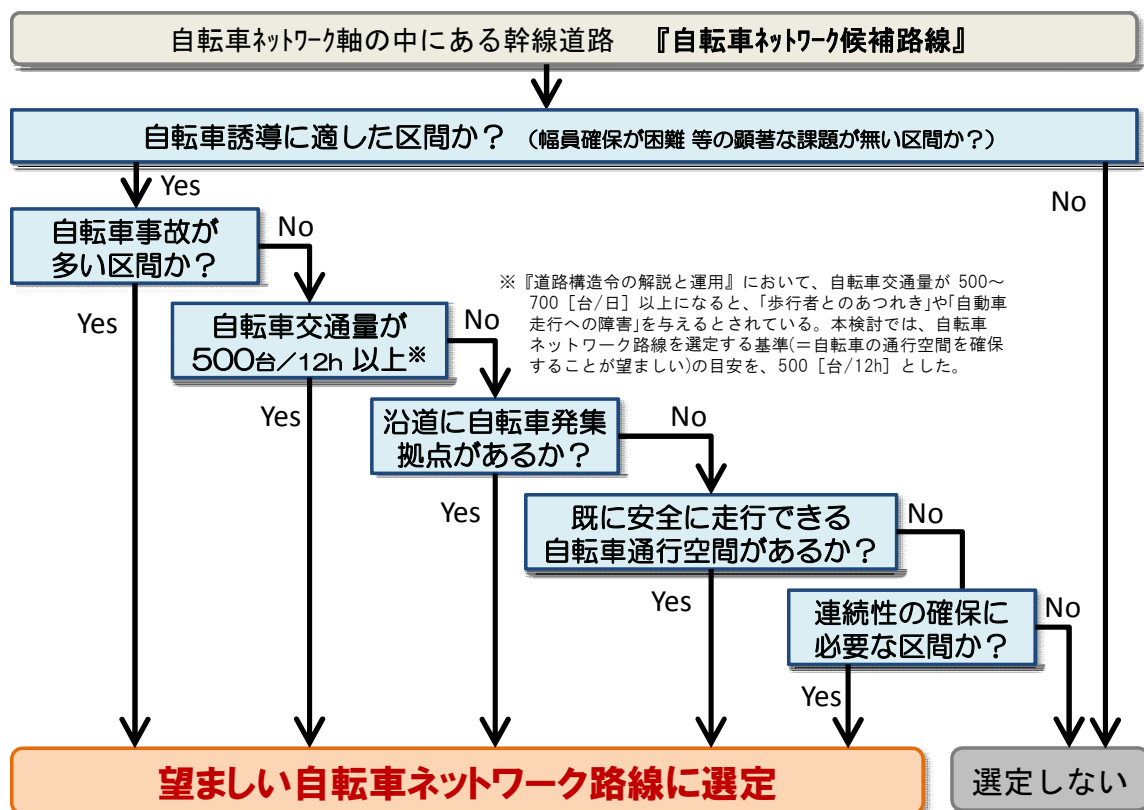 自転車ﾈｯﾄﾜｰｸ軸の中にある幹線道路 『自転車ﾈｯﾄﾜｰｸ候補路線』
自転車誘導に適した区間か？（幅員確保が困難 等の顕著な課題が無い区間か？）
Yes
No
自転車事故が
多い区間か？
No
Yes
※『道路構造令の解説と運用』において、自転車交通量が 500～
700［台/日］以上になると、｢歩行者とのあつれき｣や｢自動車
走行への障害｣を与えるとされている。本検討では、自転車
ネットワーク路線を選定する基準(＝自転車の通行空間を確保
することが望ましい)の目安を、500［台/12h］とした。
自転車交通量が
500台／12h 以上※
No
Yes
沿道に自転車発集
拠点があるか？
No
Yes
既に安全に走行できる
自転車通行空間があるか？
No
Yes
連続性の確保に
必要な区間か？
No
Yes
望ましい自転車ネットワーク路線に選定
選定しない